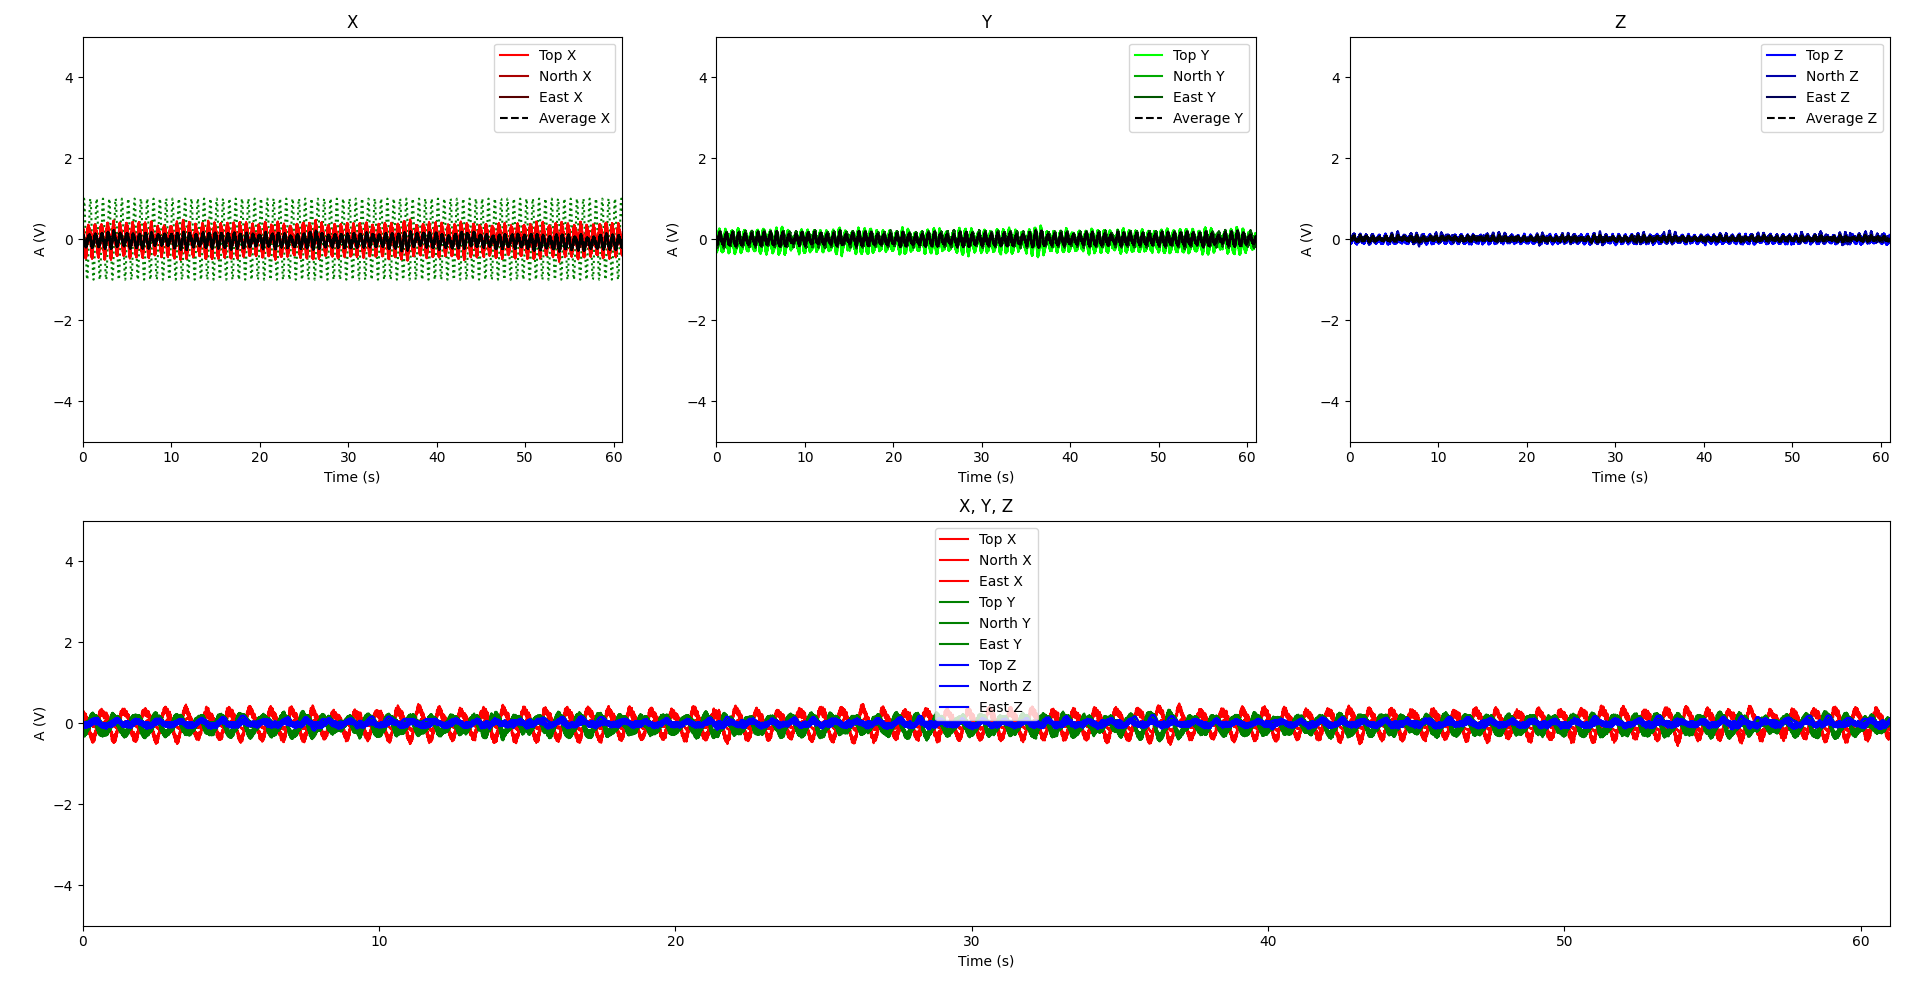 X
Y
Z
Top X
North X
East X
Average X
Top Y
North Y
East Y
Average Y
Top Z
North Z
East Z
Average Z
A (V)
4
2
0
−2
−4
0 10 20 30 40 50 60
Time (s)
A (V)
4
2
0
−2
−4
0 10 20 30 40 50 60
Time (s)
A (V)
4
2
0
−2
−4
0 10 20 30 40 50 60
Time (s)
X, Y, Z
Top X
North X
East X
Top Y
North Y
East Y
Top Z
North Z
East Z
A (V)
4
2
0
−2
−4
0 10 20 30 40 50 60
Time (s)